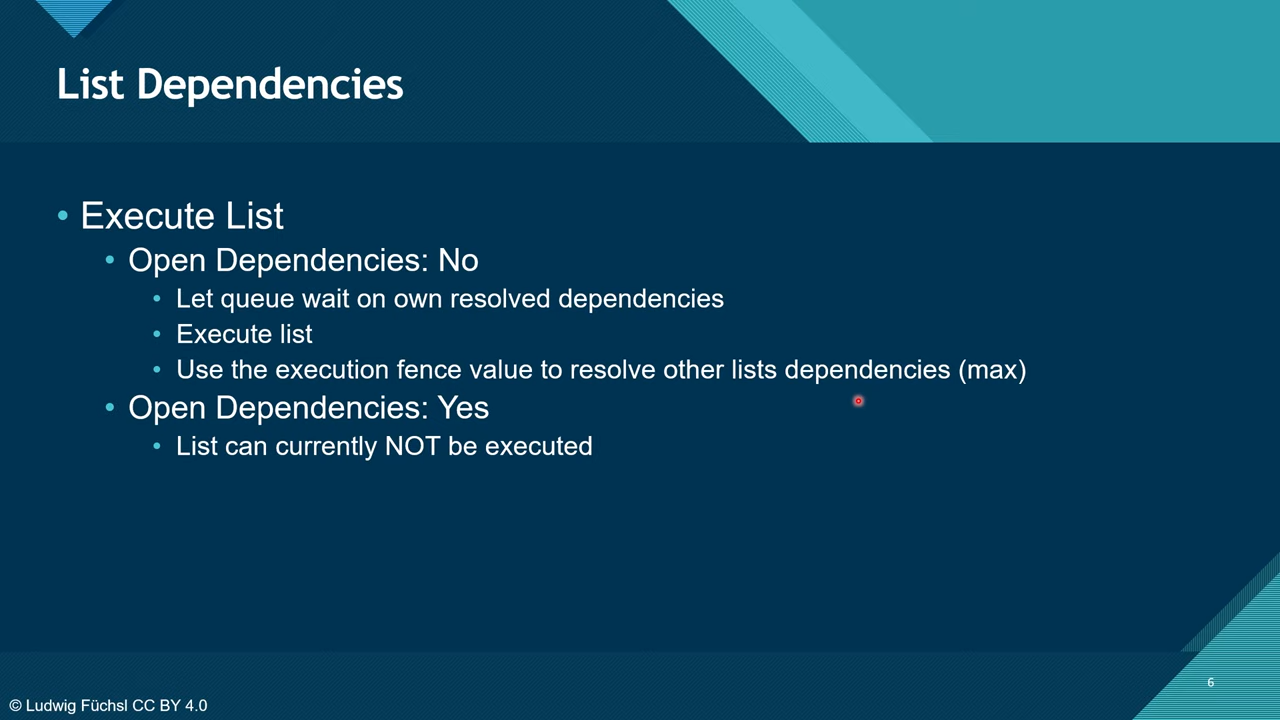 List Dependencies
• Execute List
• Open Dependencies: No
• Let queue wait on own resolved dependencies
• Execute list
• Use the execution fence value to resolve other lists dependencies (max)
• Open Dependencies: Yes
• List can currently NOT be executed
6
© Ludwig Füchsl CC BY 4.0